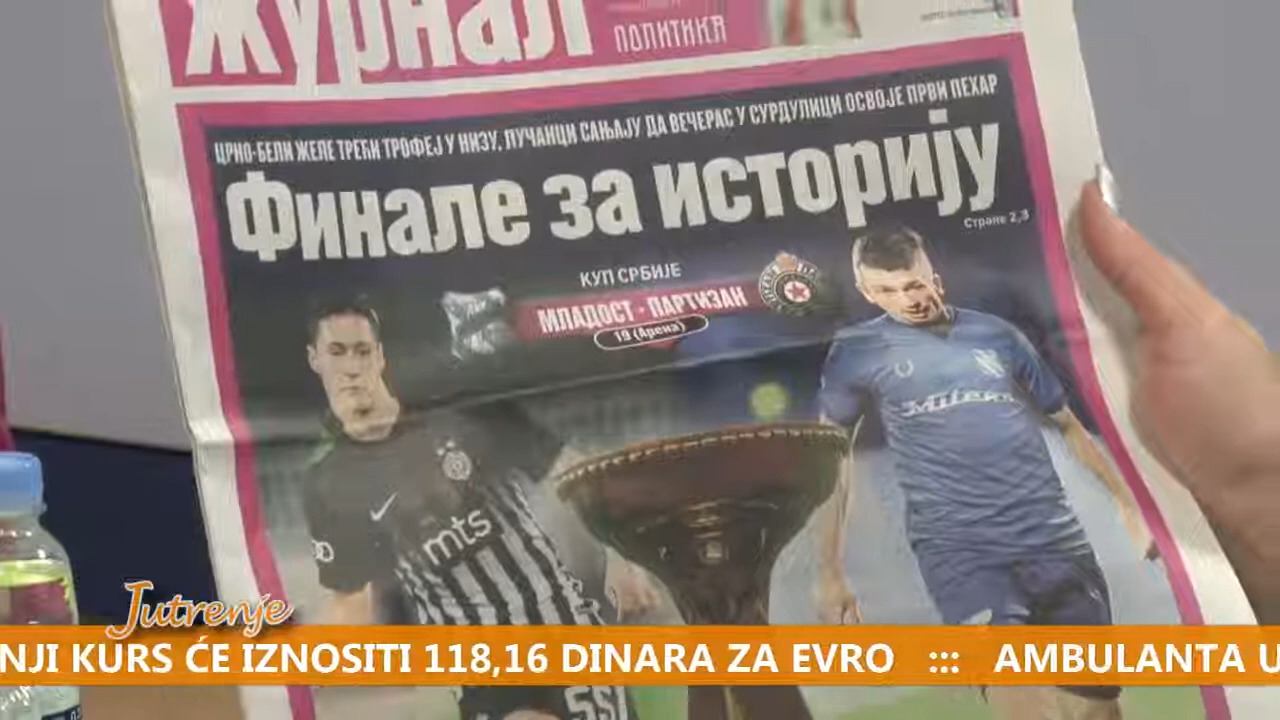 журнал
ПОЛИТИКА
ЦРНО-БЕЛИ ЖЕЛЕ ТРЕЋИ ТРОФЕЈ У НИЗУ, ЛУЧАНЦИ САЊАЈУ ДА ВЕЧЕРАС У СУРДУЛИЦИ ОСВОЈЕ ПРВИ ПЕХАР
Финале за историју
Стране 2,3
КУП СРБИЈЕ
МЛАДОСТ - ПАРТИЗАН
19 (Арена)
mts
Jutrenje
NJI KURS ĆE IZNOSITI 118,16 DINARA ZA EVRO ::: AMBULANTA U